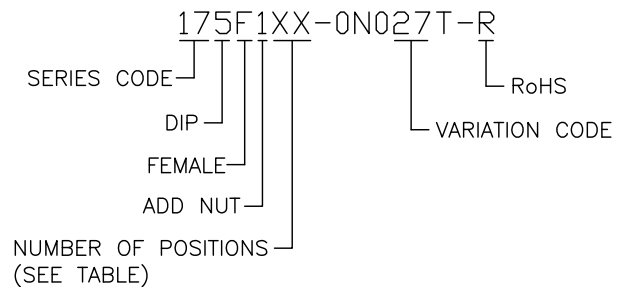 175F1XX-0N027T-R
SERIES CODE
RoHS
DIP
VARIATION CODE
FEMALE
ADD NUT
NUMBER OF POSITIONS
(SEE TABLE)